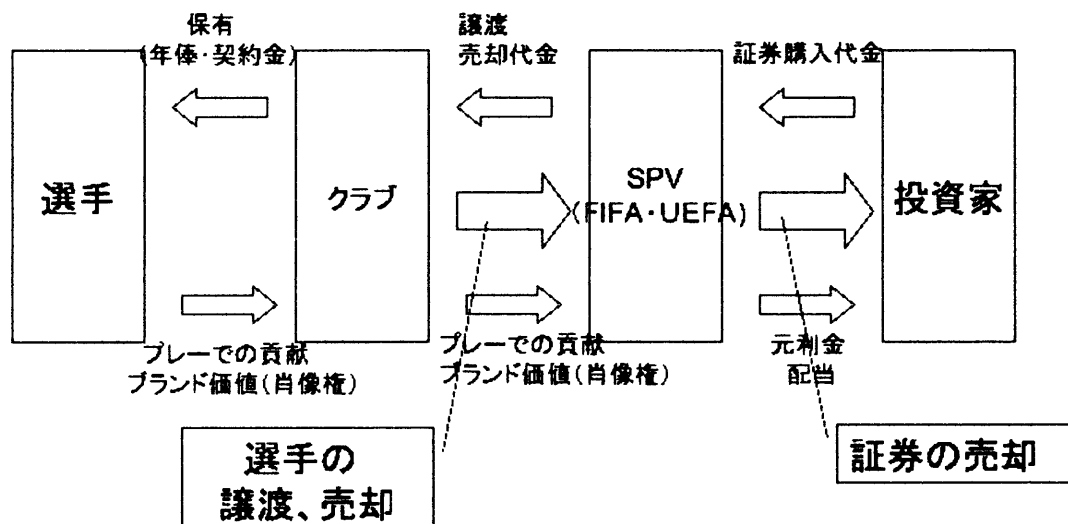 保有
(年俸・契約金)
譲渡
売却代金
証券購入代金
選手
クラブ
SPV
(FIFA・UEFA)
投資家
プレーでの貢献
ブランド価値(肖像権)
プレーでの貢献
ブランド価値(肖像権)
元利金
配当
選手の
譲渡、売却
証券の売却